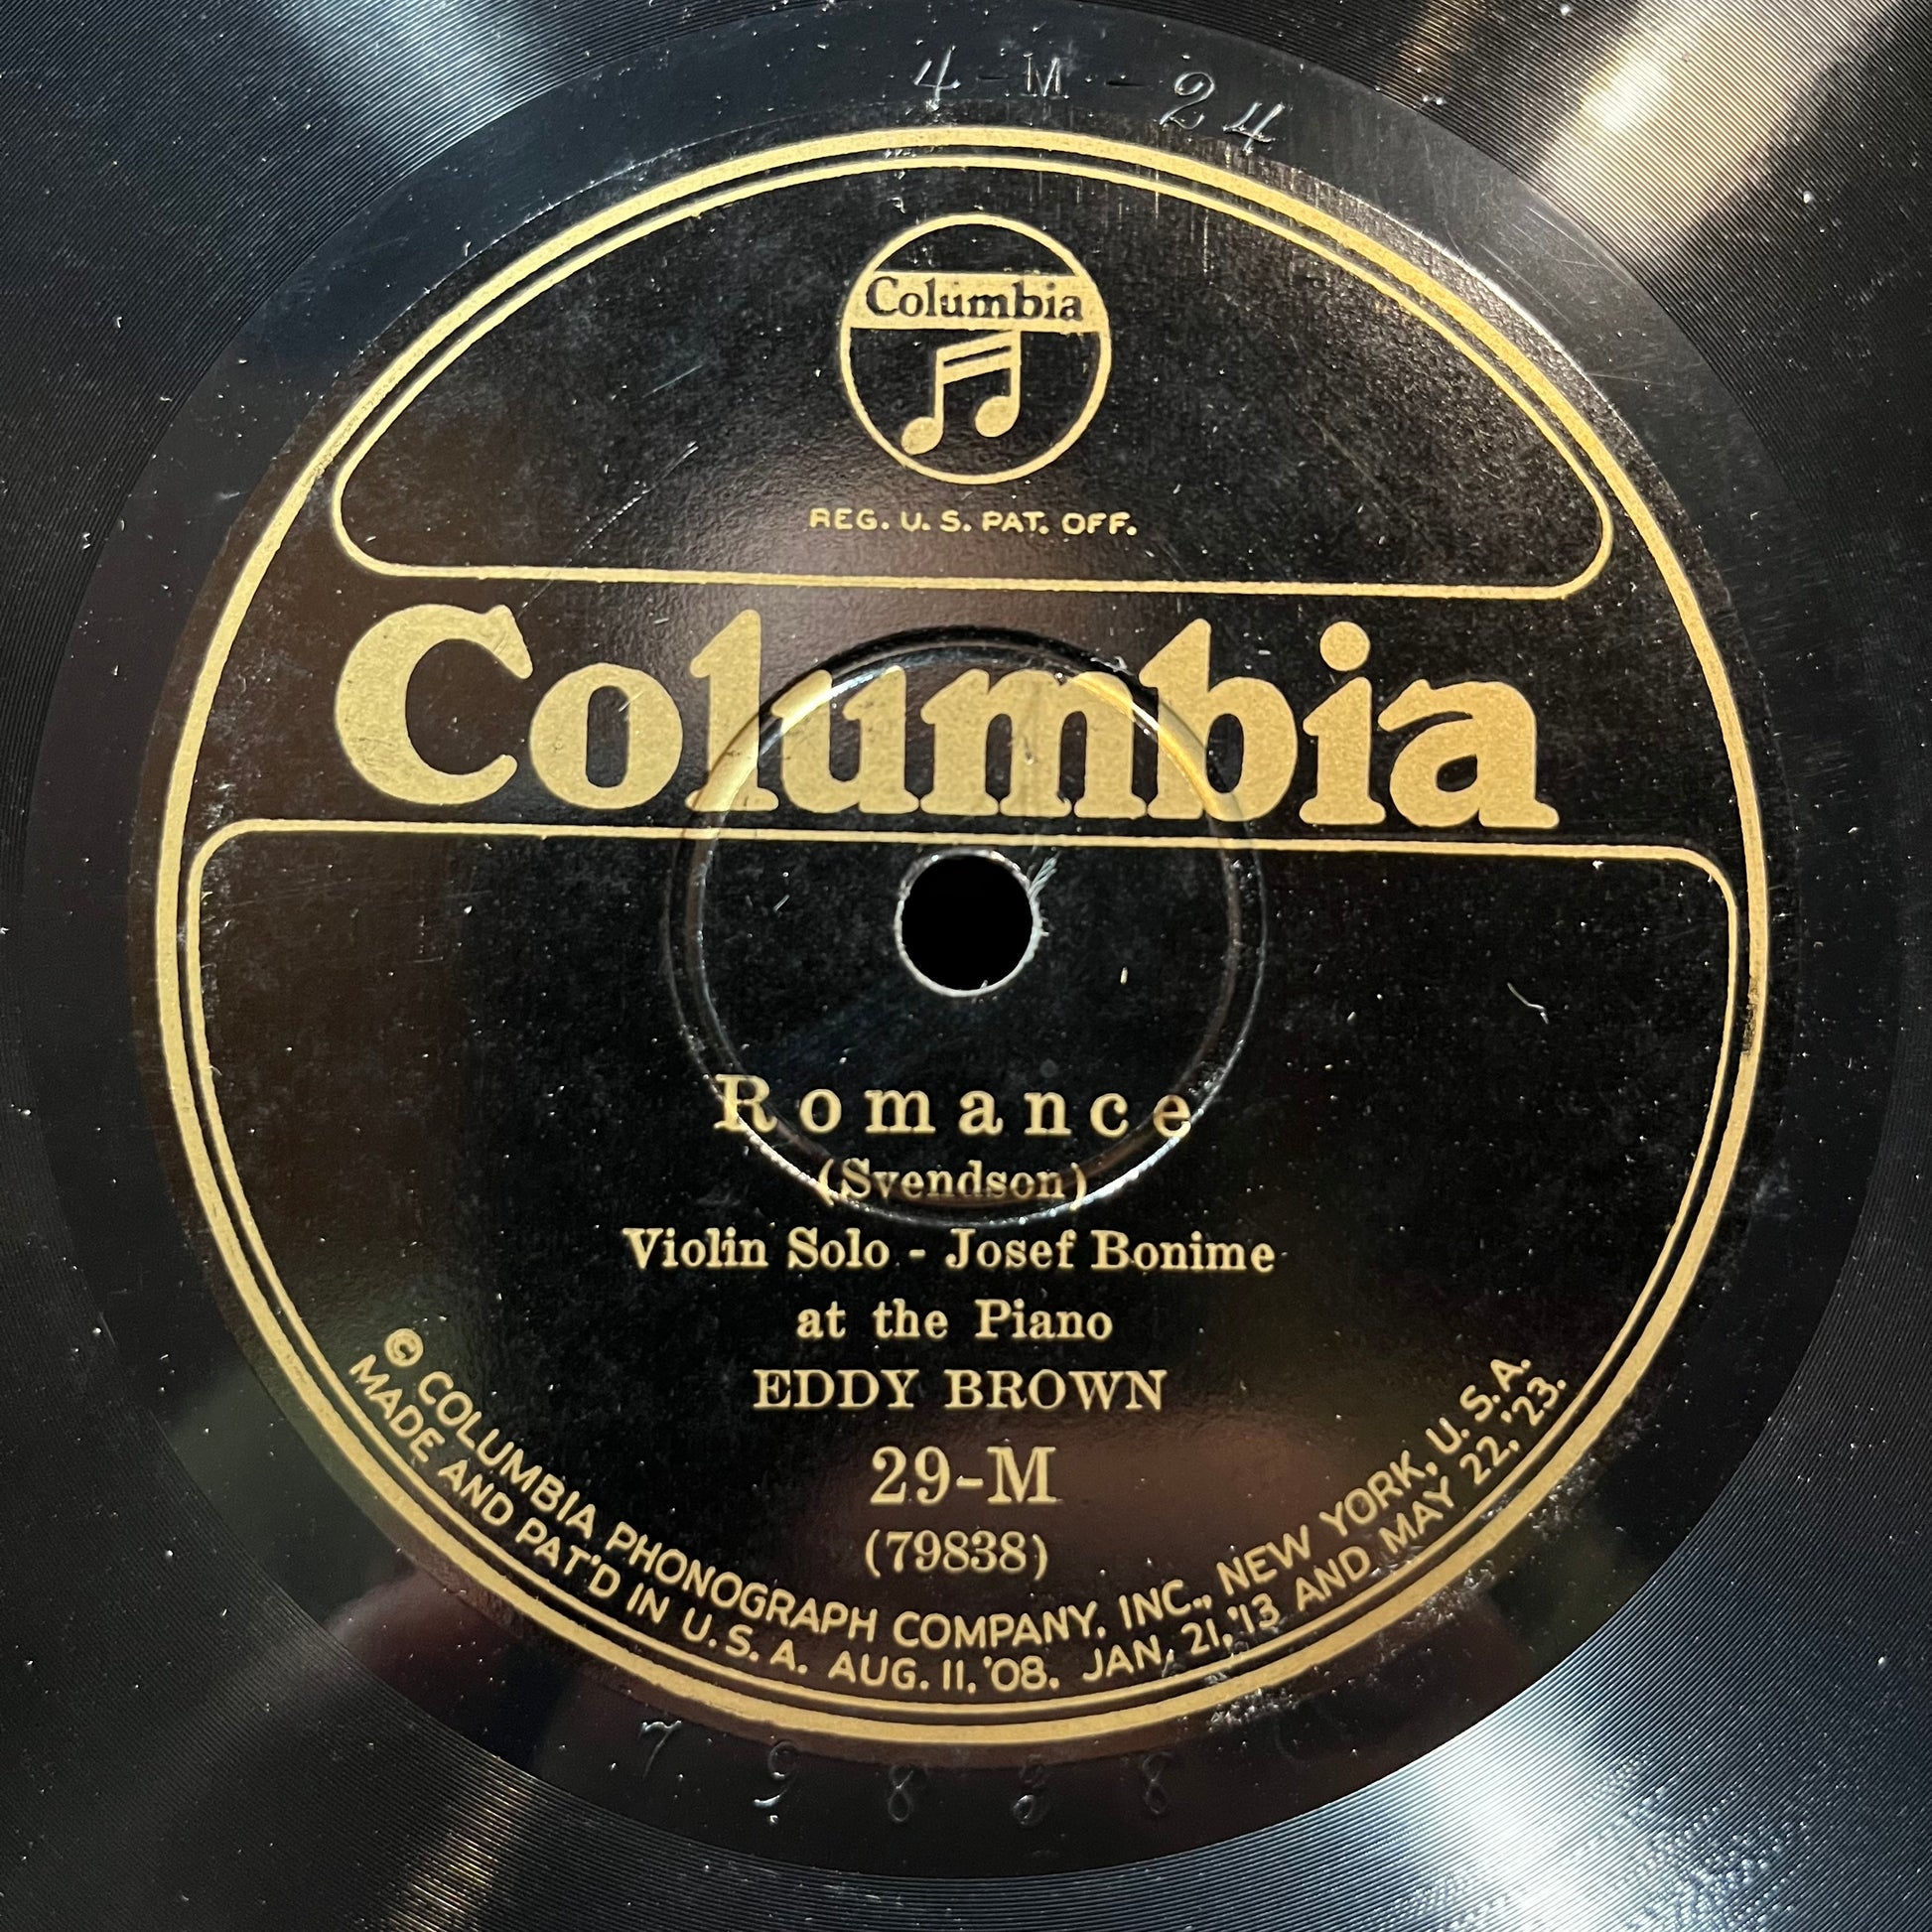 4-M-24
Columbia
REG. U. S. PAT. OFF.
Columbia
Romance
(Svendson)
Violin Solo - Josef Bonime
at the Piano
EDDY BROWN
29-M
(79838)
© COLUMBIA PHONOGRAPH COMPANY, INC., NEW YORK, U. S. A.
MADE AND PAT'D IN U. S. A. AUG. 11, '08. JAN. 21, '13 AND MAY 22, '23.
79838